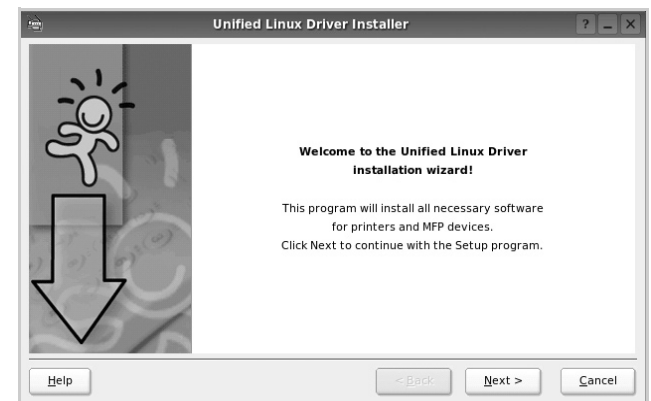 Unified Linux Driver Installer
Welcome to the Unified Linux Driver
installation wizard!
This program will install all necessary software
for printers and MFP devices.
Click Next to continue with the Setup program.
Help
< Back
Next >
Cancel